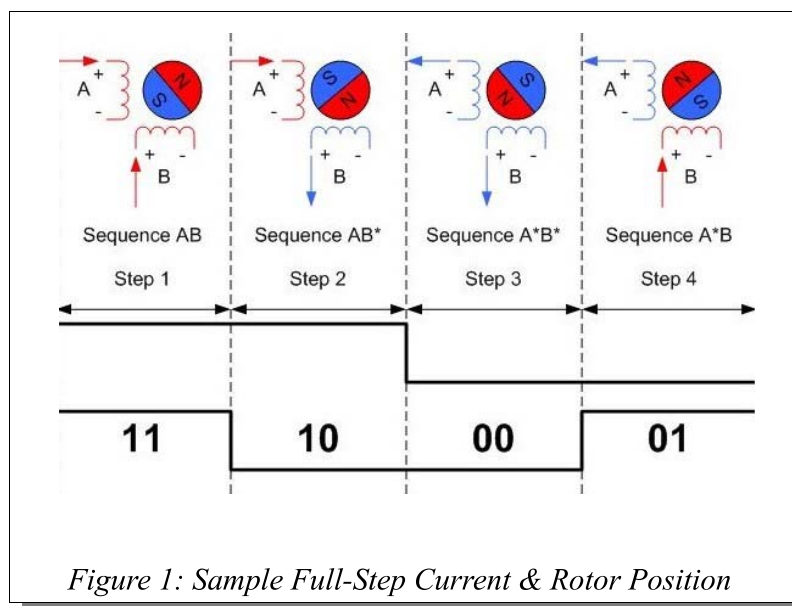 + N + S + S + N
A A A A
- S - N - N - S
+ - + - + - + -
B B B B
Sequence AB Sequence AB* Sequence A*B* Sequence A*B
Step 1 Step 2 Step 3 Step 4
11 10 00 01
Figure 1: Sample Full-Step Current & Rotor Position